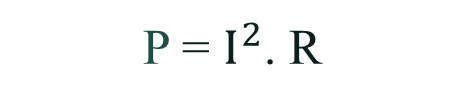 P = I². R